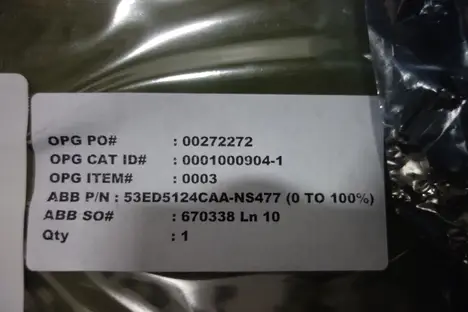 OPG PO# : 00272272
OPG CAT ID# : 0001000904-1
OPG ITEM# : 0003
ABB P/N : 53ED5124CAA-NS477 (0 TO 100%)
ABB SO# : 670338 Ln 10
Qty : 1